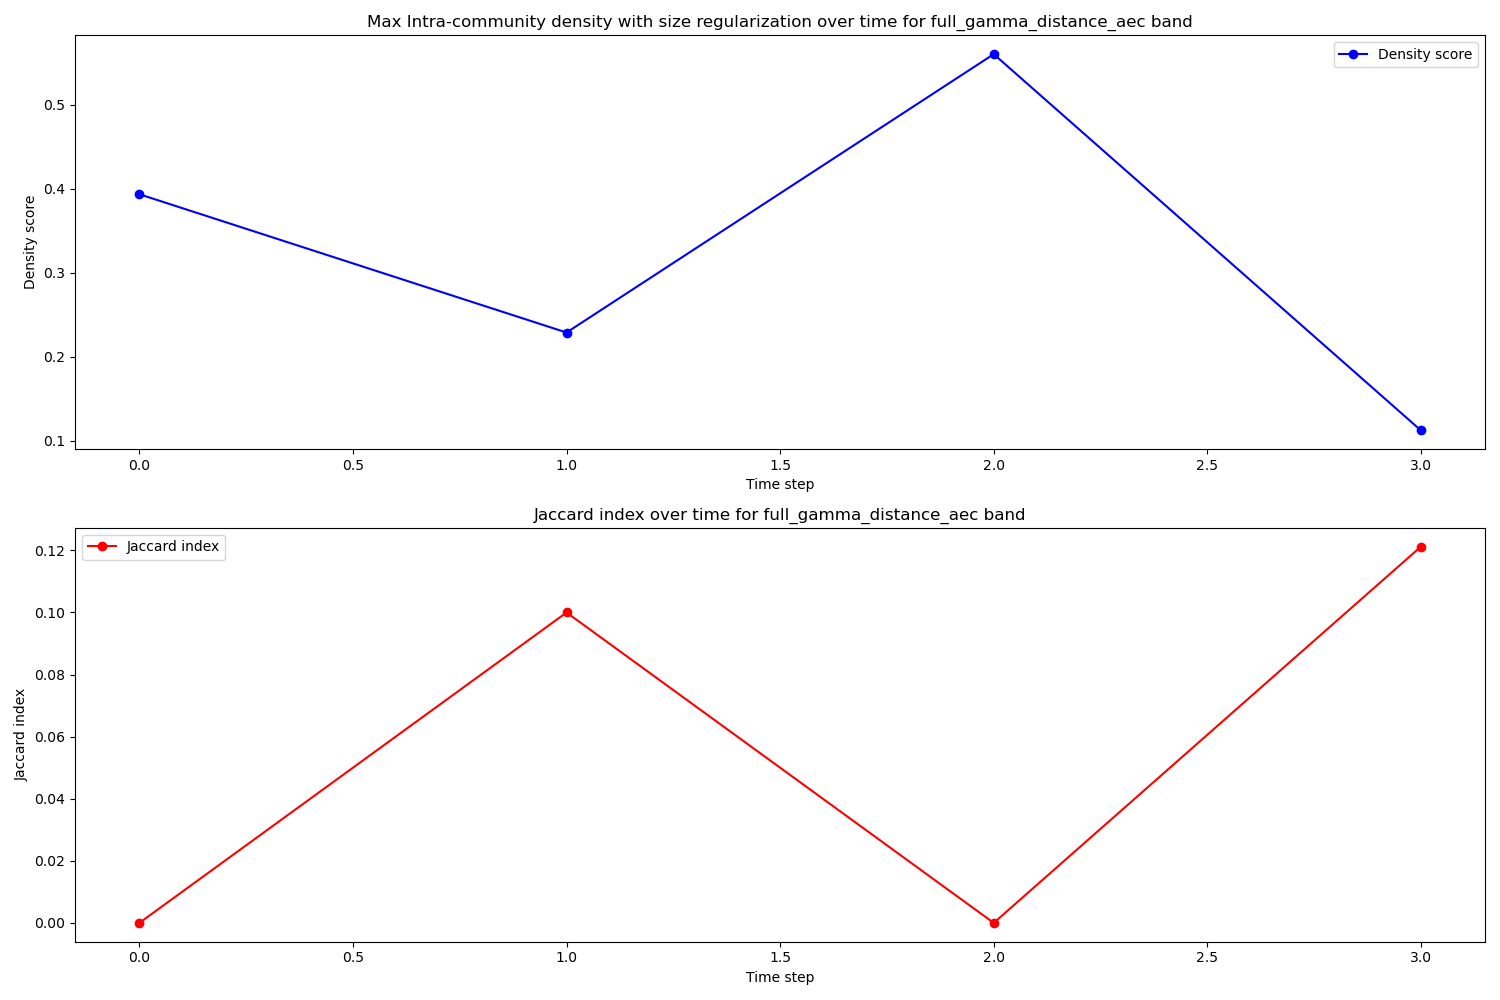 Max Intra-community density with size regularization over time for full_gamma_distance_aec band
Density score
Density score
0.5
0.4
0.3
0.2
0.1
0.0 0.5 1.0 1.5 2.0 2.5 3.0
Time step
Jaccard index over time for full_gamma_distance_aec band
Jaccard index
Jaccard index
0.12
0.10
0.08
0.06
0.04
0.02
0.00
0.0 0.5 1.0 1.5 2.0 2.5 3.0
Time step